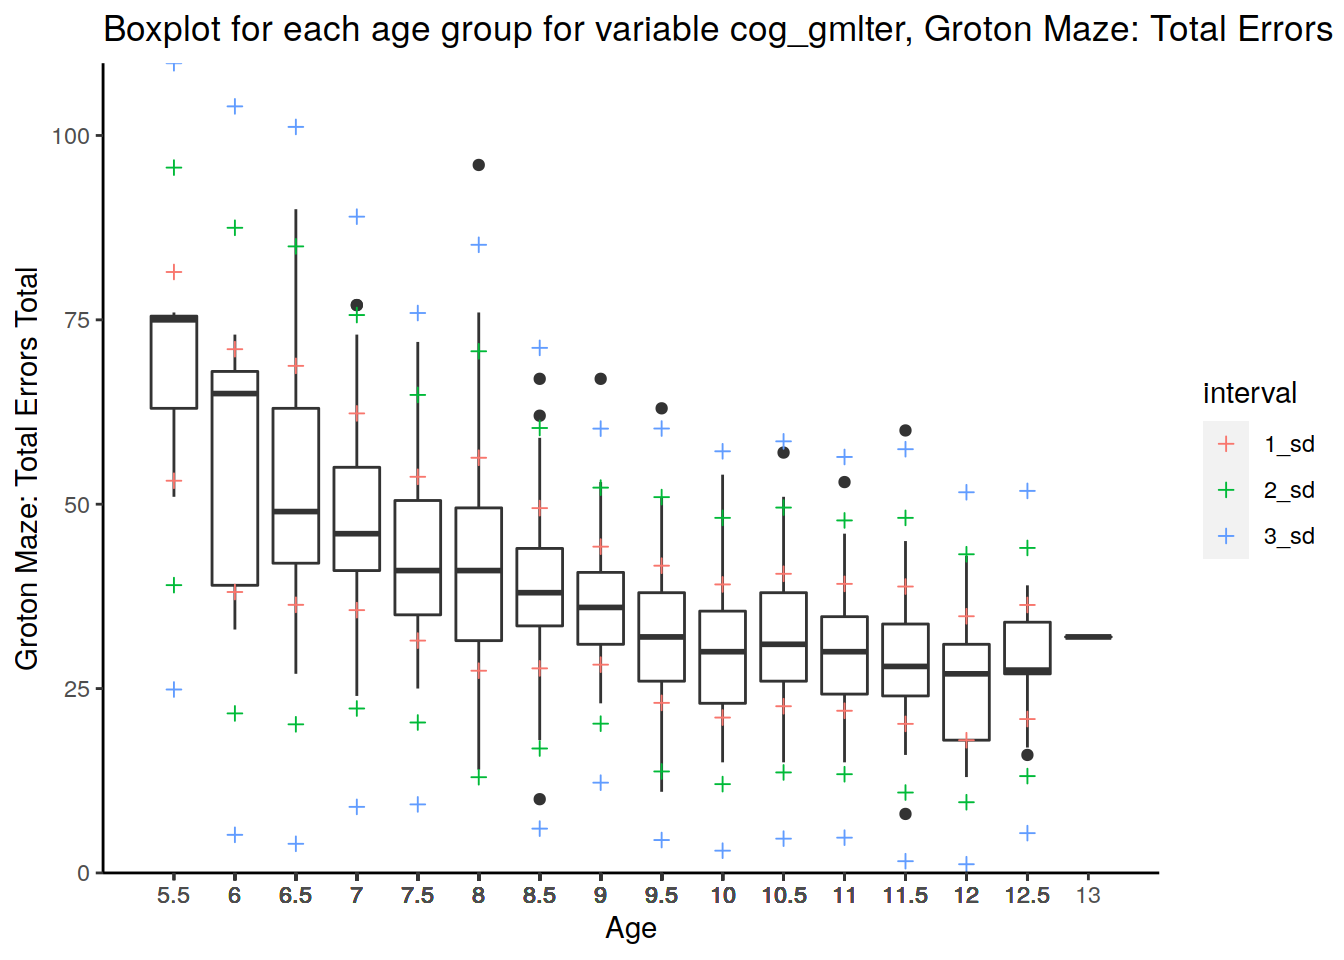 Boxplot for each age group for variable cog_gmlter, Groton Maze: Total Errors
Groton Maze: Total Errors Total
100
75
50
25
0
5.5 6 6.5 7 7.5 8 8.5 9 9.5 10 10.5 11 11.5 12 12.5 13
Age
interval
1_sd
2_sd
3_sd